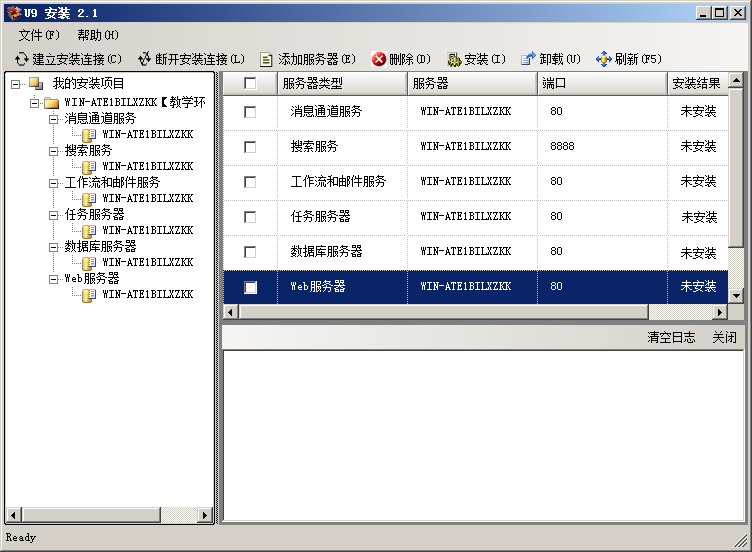 U9 安装 2.1
文件(F) 帮助(H)
建立安装连接(C) 断开安装连接(L) 添加服务器(E) 删除(D) 安装(I) 卸载(U) 刷新(F5)
我的安装项目
WIN-ATE1BILXZKK【教学环
消息通道服务
WIN-ATE1BILXZKK
搜索服务
WIN-ATE1BILXZKK
工作流和邮件服务
WIN-ATE1BILXZKK
任务服务器
WIN-ATE1BILXZKK
数据库服务器
WIN-ATE1BILXZKK
Web服务器
WIN-ATE1BILXZKK
服务器类型 服务器 端口 安装结果
消息通道服务 WIN-ATE1BILXZKK 80 未安装
搜索服务 WIN-ATE1BILXZKK 8888 未安装
工作流和邮件服务 WIN-ATE1BILXZKK 80 未安装
任务服务器 WIN-ATE1BILXZKK 80 未安装
数据库服务器 WIN-ATE1BILXZKK 80 未安装
Web服务器 WIN-ATE1BILXZKK 80 未安装
清空日志 关闭
Ready